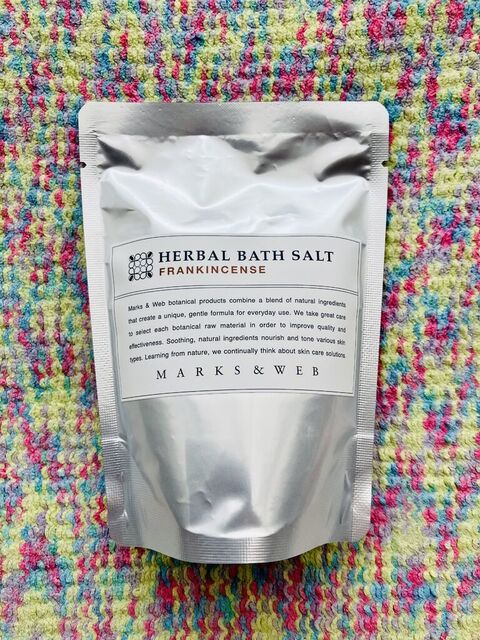 HERBAL BATH SALT
FRANKINCENSE
Marks & Web botanical products combine a blend of natural ingredients
that create a unique, gentle formula for everyday use. We take great care
to select each botanical raw material in order to improve quality and
effectiveness. Soothing, natural ingredients nourish and tone various skin
types. Learning from nature, we continually think about skin care solutions.
MARKS & WEB